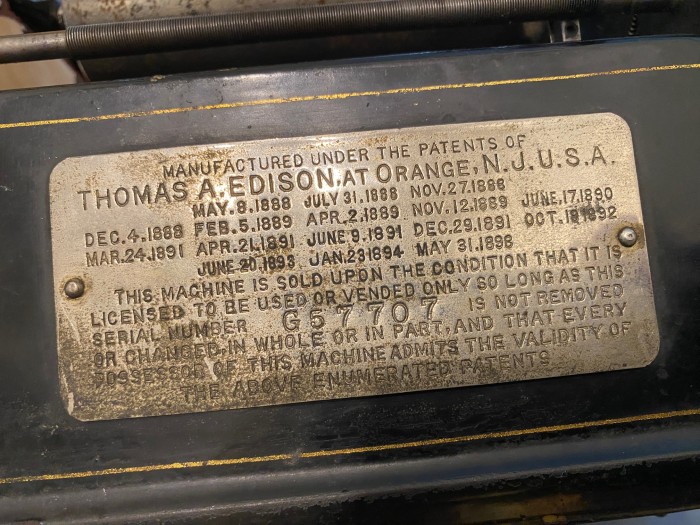 MANUFACTURED UNDER THE PATENTS OF
THOMAS A. EDISON, AT ORANGE, N.J. U.S.A.
MAY. 8. 1888 JULY 31. 1888 NOV. 27. 1888
DEC. 4. 1888 FEB. 5. 1889 APR. 2. 1889 NOV. 12. 1889 JUNE. 17. 1890
MAR. 24. 1891 APR. 21. 1891 JUNE 9. 1891 DEC. 29. 1891 OCT. 18 1892
JUNE 20. 1893 JAN. 23 1894 MAY 31. 1898
THIS MACHINE IS SOLD UPON THE CONDITION THAT IT IS
LICENSED TO BE USED OR VENDED ONLY SO LONG AS THIS
SERIAL NUMBER G57707 IS NOT REMOVED
OR CHANGED, IN WHOLE OR IN PART, AND THAT EVERY
POSSESSOR OF THIS MACHINE ADMITS THE VALIDITY OF
THE ABOVE ENUMERATED PATENTS